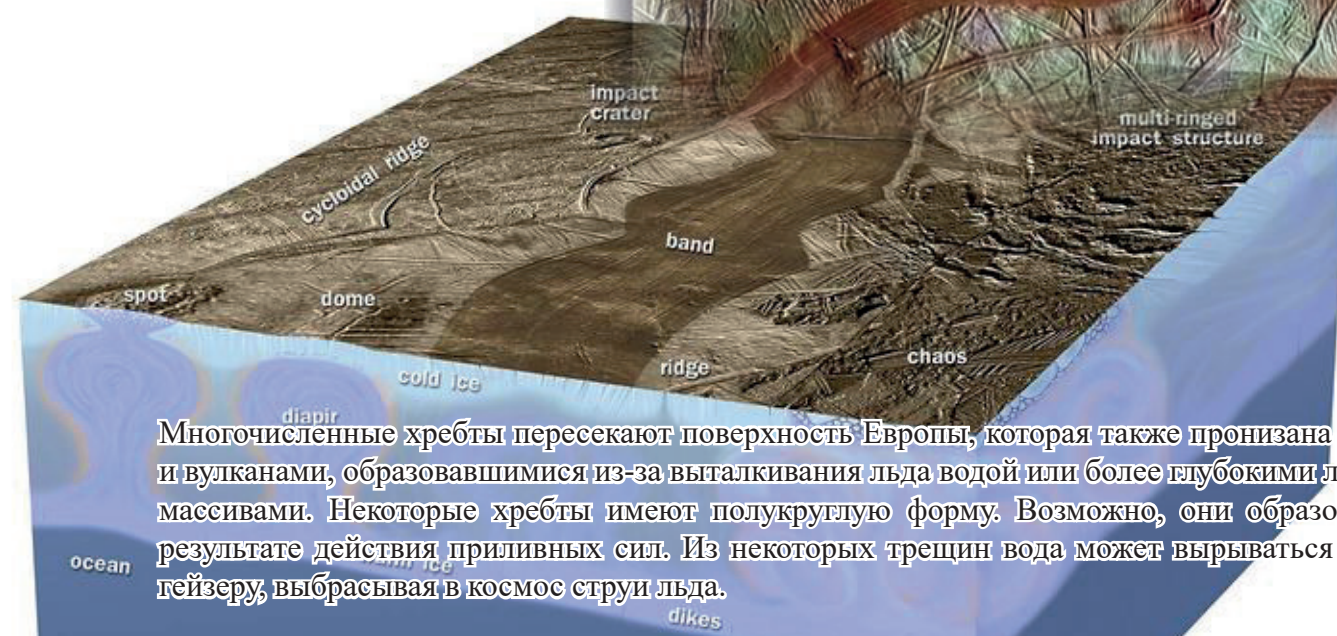 impact
crater
multi ringed
impact structure
cycloidal ridge
band
spot
dome
chaos
ridge
cold ice
diapir
Многочисленные хребты пересекают поверхность Европы, которая также пронизана
и вулканами, образовавшимися из-за выталкивания льда водой или более глубокими
массивами. Некоторые хребты имеют полукруглую форму. Возможно, они
результате действия приливных сил. Из некоторых трещин вода может вырываться
ocean
ice
гейзеру, выбрасывая в космос струи льда.
dikes